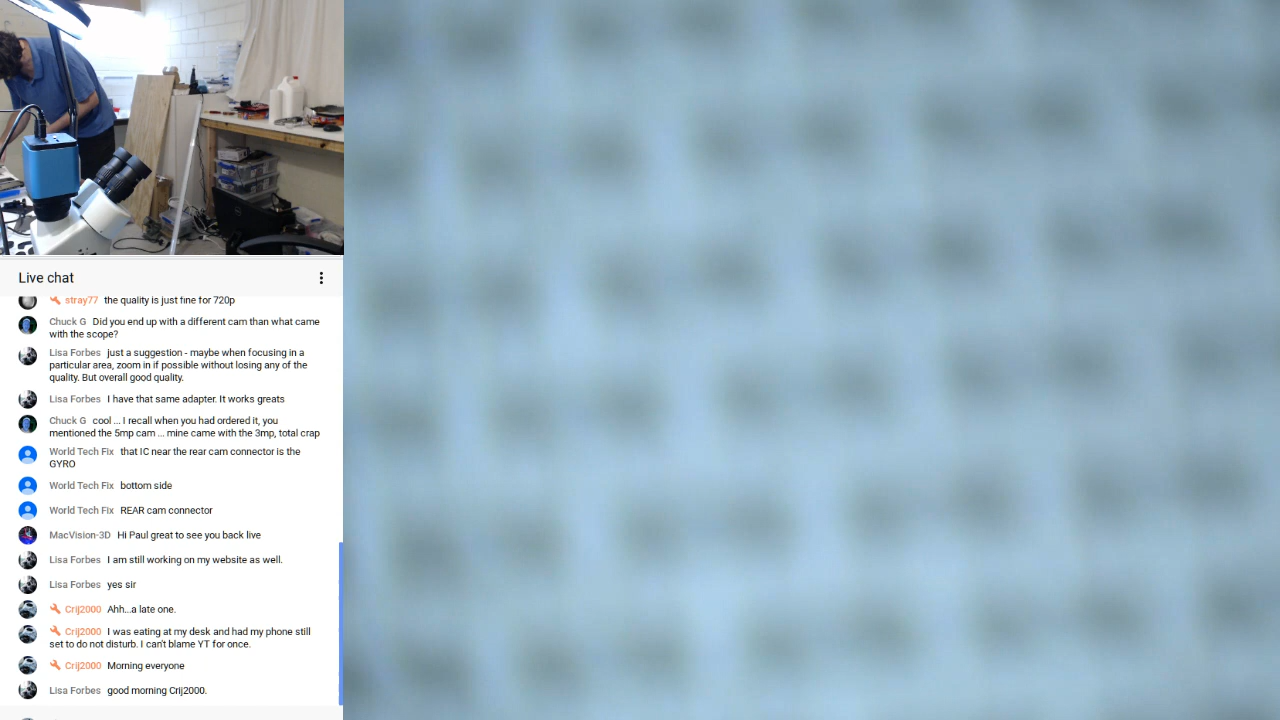 Live chat
stray77 the quality is just fine for 720p
Chuck G Did you end up with a different cam than what came
with the scope?
Lisa Forbes just a suggestion - maybe when focusing in a
particular area, zoom in if possible without losing any of the
quality. But overall good quality.
Lisa Forbes I have that same adapter. It works greats
Chuck G cool ... I recall when you had ordered it, you
mentioned the 5mp cam ... mine came with the 3mp, total crap
World Tech Fix that IC near the rear cam connector is the
GYRO
World Tech Fix bottom side
World Tech Fix REAR cam connector
MacVision-3D Hi Paul great to see you back live
Lisa Forbes I am still working on my website as well.
Lisa Forbes yes sir
Crij2000 Ahh...a late one.
Crij2000 I was eating at my desk and had my phone still
set to do not disturb. I can't blame YT for once.
Crij2000 Morning everyone
Lisa Forbes good morning Crij2000.